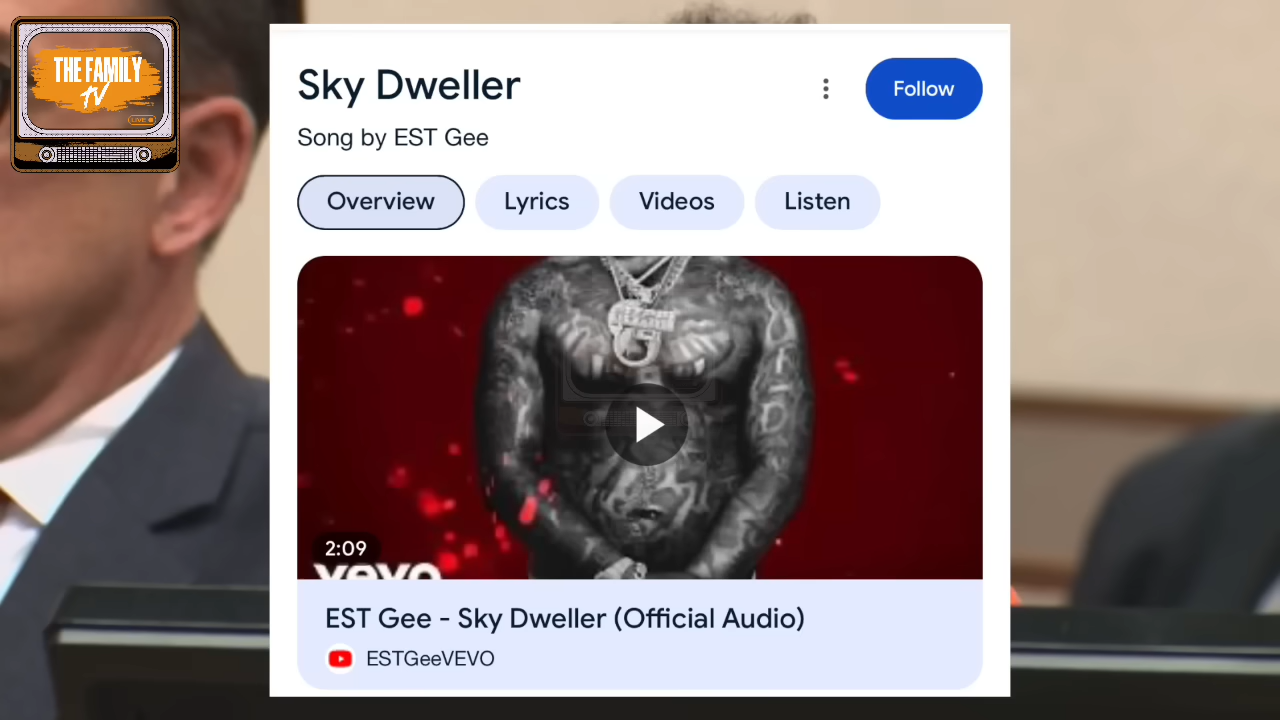 THE FAMILY
TV
LIVE
Sky Dweller
Follow
Song by EST Gee
Overview
Lyrics
Videos
Listen
2:09
vevo
EST Gee - Sky Dweller (Official Audio)
ESTGeeVEVO